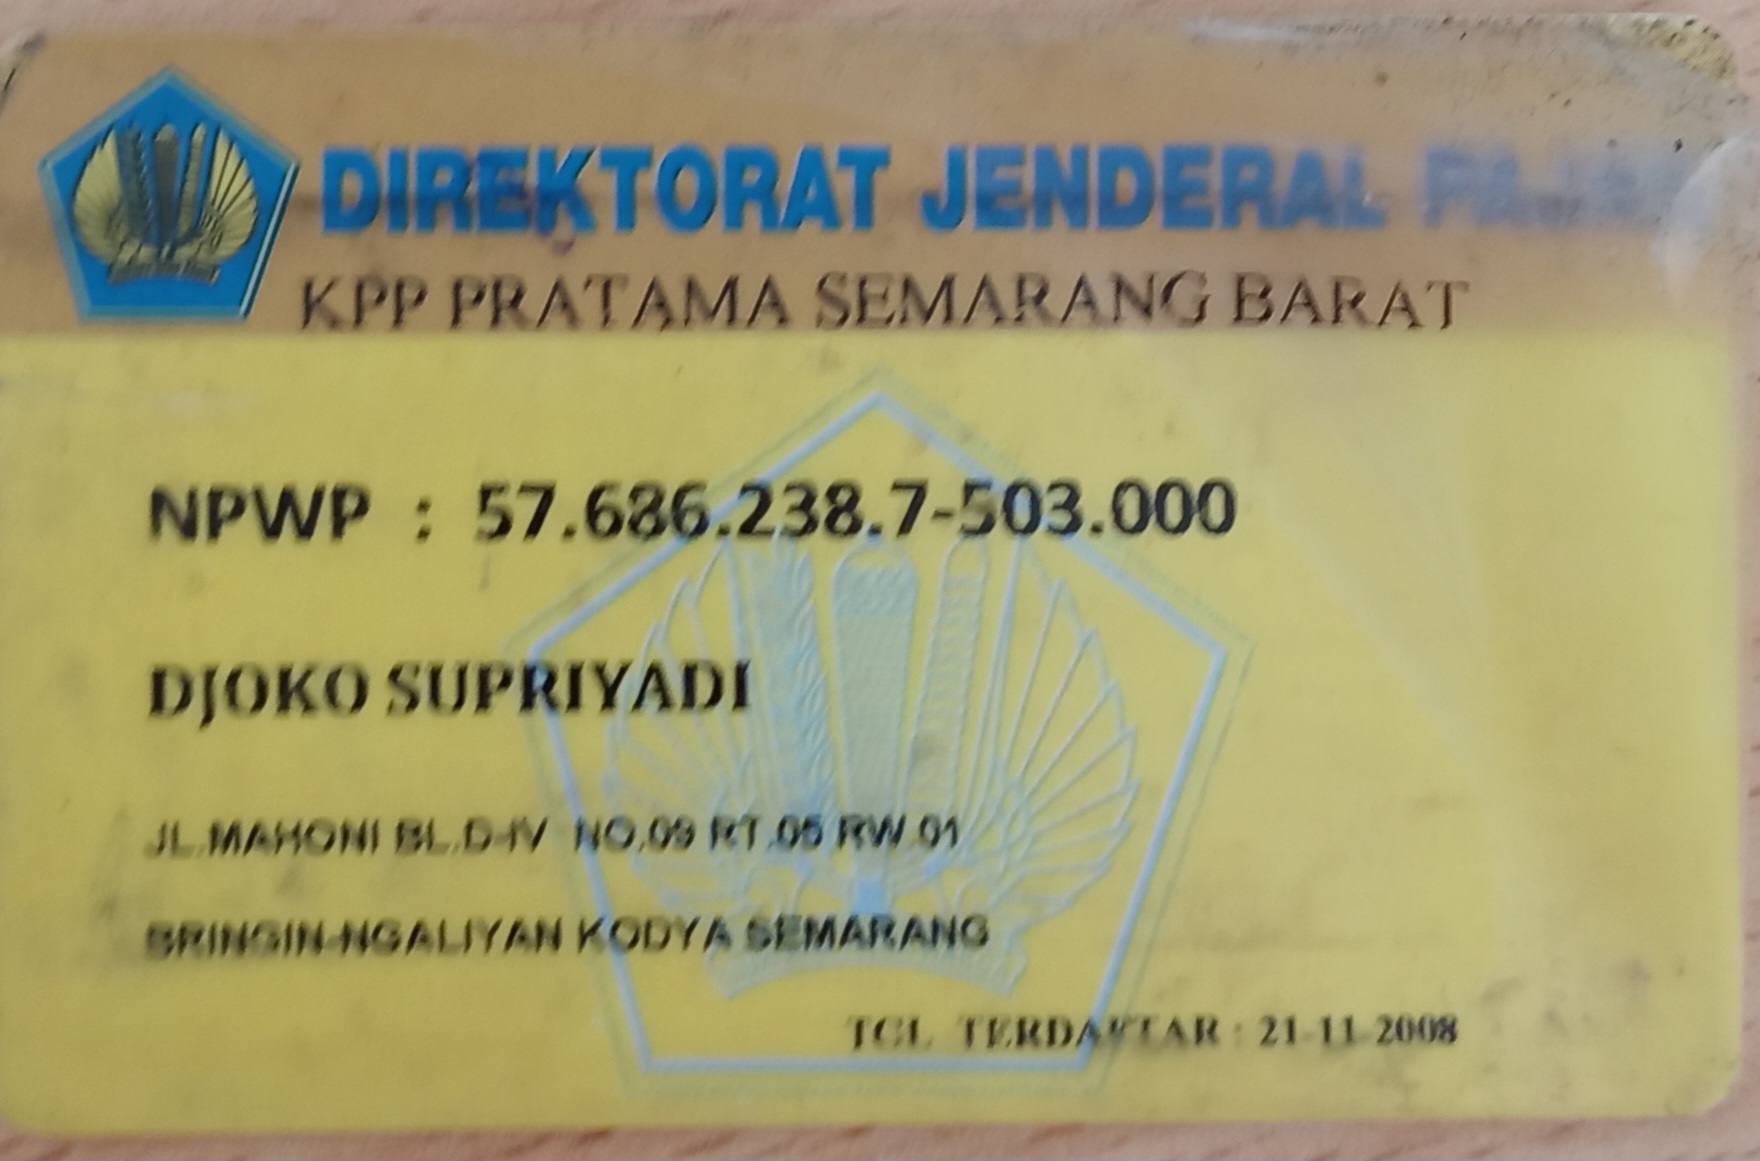 DIREKTORAT JENDERAL PAJAK
KPP PRATAMA SEMARANG BARAT
NPWP : 57.686.238.7-503.000
DJOKO SUPRIYADI
JL.MAHONI BL.D-IV NO.09 RT.05 RW.01
BRINGIN-NGALIYAN KODYA SEMARANG
TGL TERDAFTAR : 21-11-2008